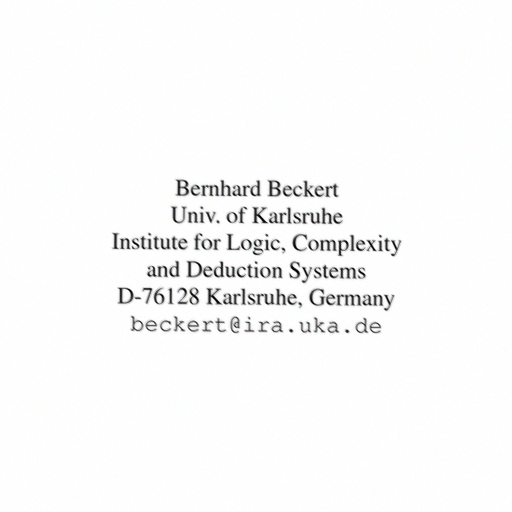 Bernhard Beckert
Univ. of Karlsruhe
Institute for Logic, Complexity
and Deduction Systems
D-76128 Karlsruhe, Germany
beckert@ira.uka.de